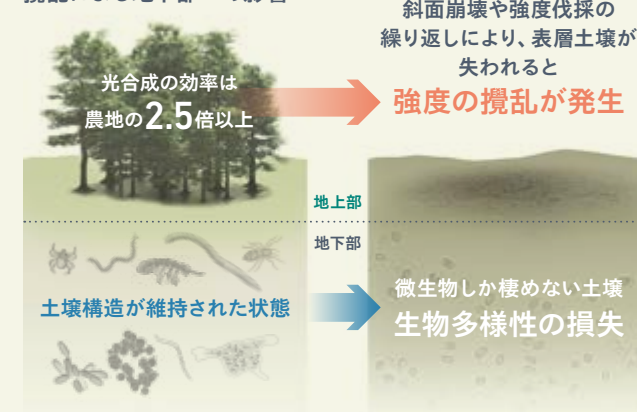 斜面崩壊や強度伐採の
繰り返しにより、表層土壌が
失われると
強度の攪乱が発生
光合成の効率は
農地の2.5倍以上
地上部
地下部
土壌構造が維持された状態
微生物しか棲めない土壌
生物多様性の損失